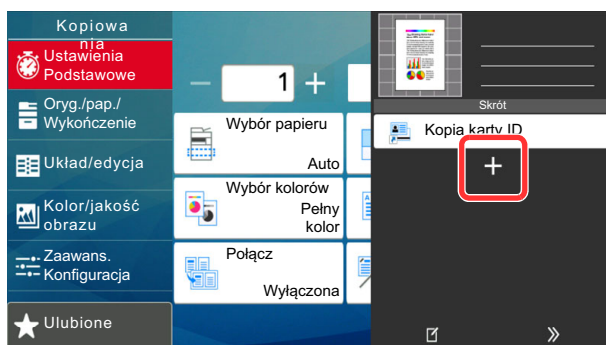 Kopiowa
nia
Ustawienia
Podstawowe
Oryg./pap./
Wykończenie
Układ/edycja
Kolor/jakość
obrazu
Zaawans.
Konfiguracja
Ulubione
1
Wybór papieru
Auto
Wybór kolorów
Pełny
kolor
Połącz
Wyłączona
Skrót
Kopia karty ID